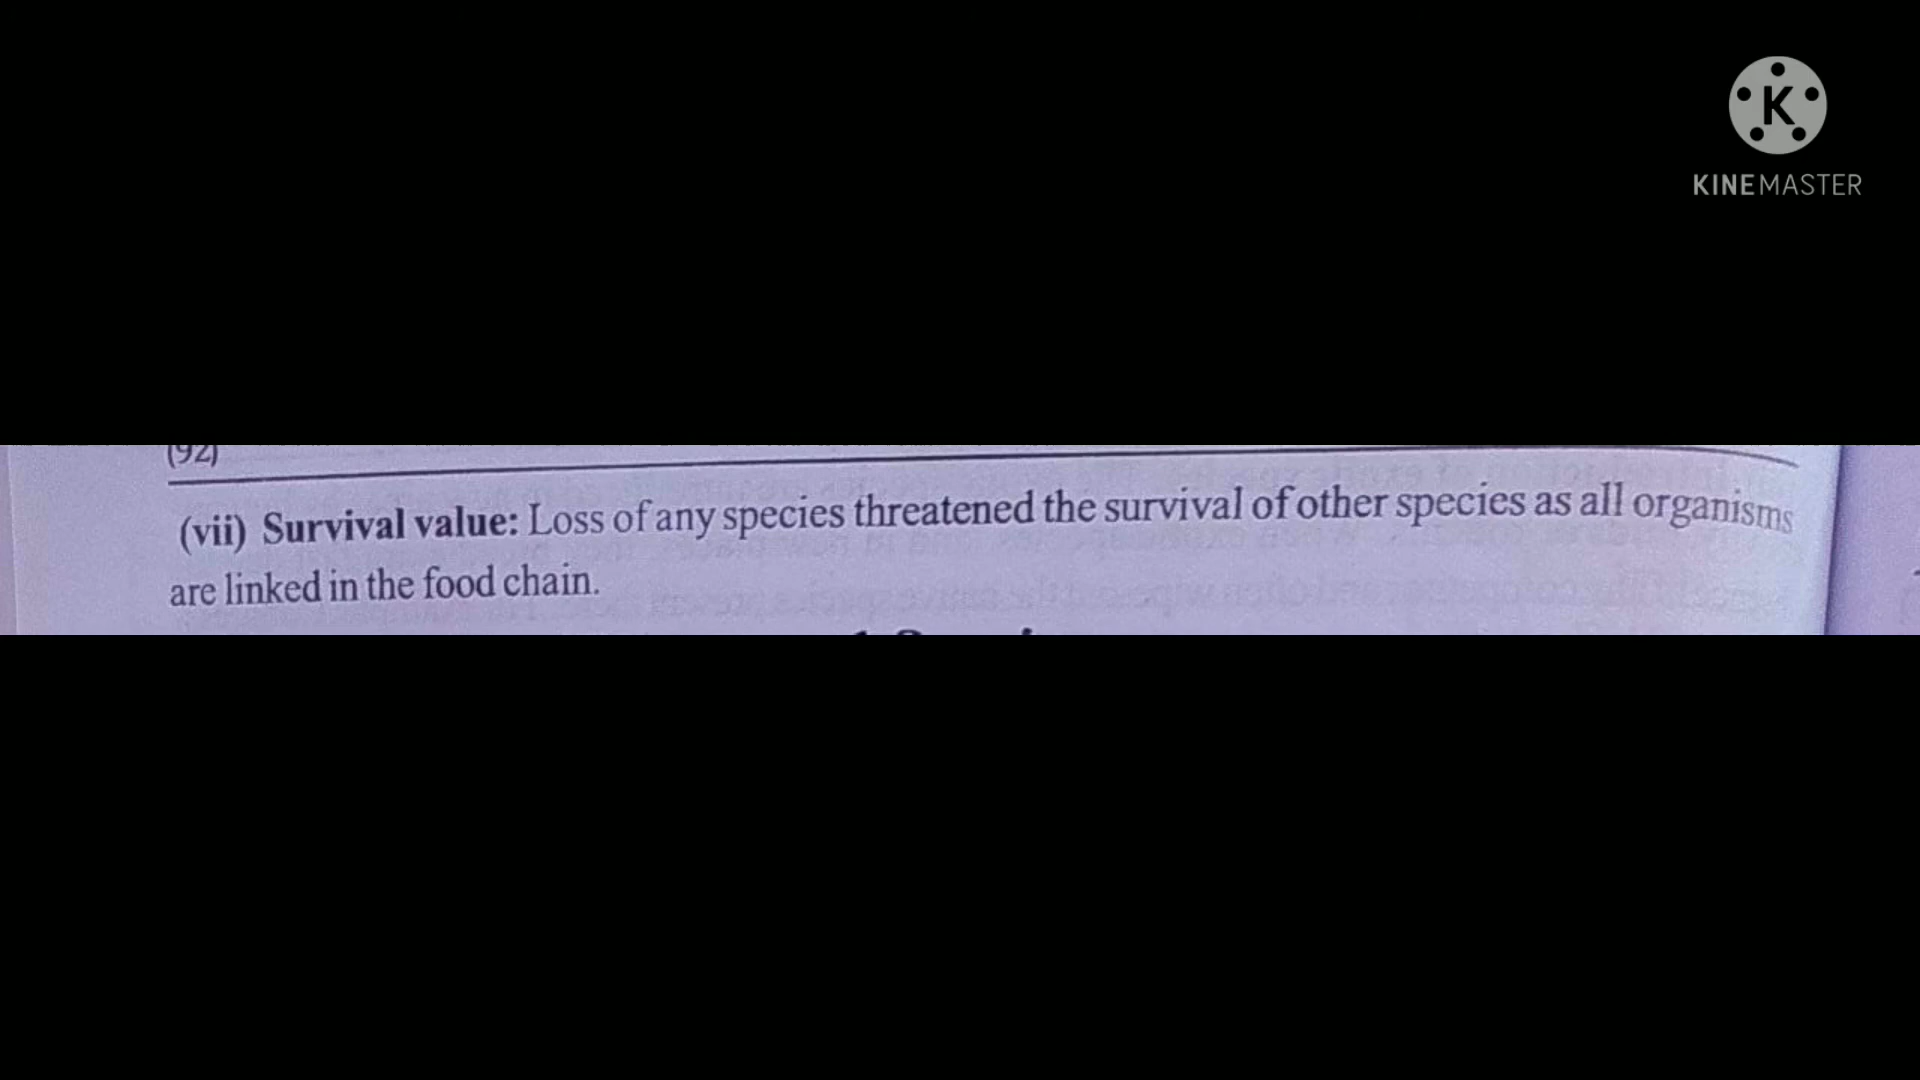 K
KINEMASTER
(92)
(vii) Survival value: Loss of any species threatened the survival of other species as all organisms
are linked in the food chain.